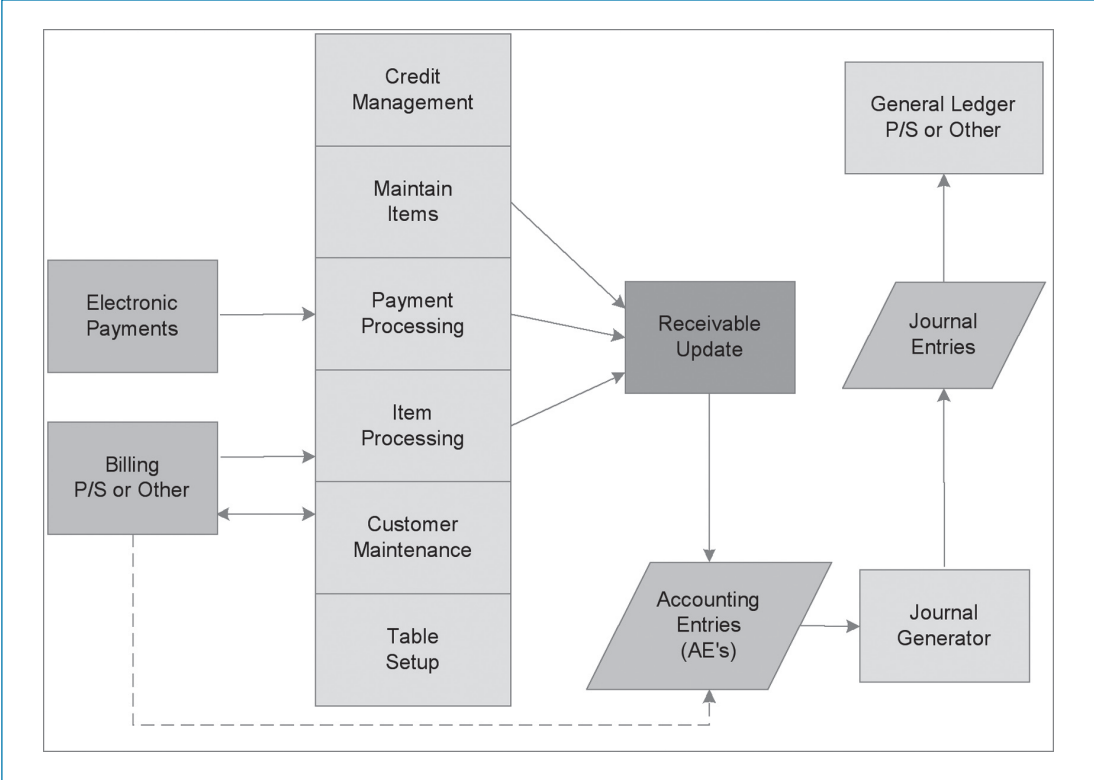 Credit
Management
Maintain
Items
Payment
Processing
Item
Processing
Customer
Maintenance
Table
Setup
Electronic
Payments
Billing
P/S or Other
Receivable
Update
Accounting
Entries
(AE's)
Journal
Generator
Journal
Entries
General Ledger
P/S or Other